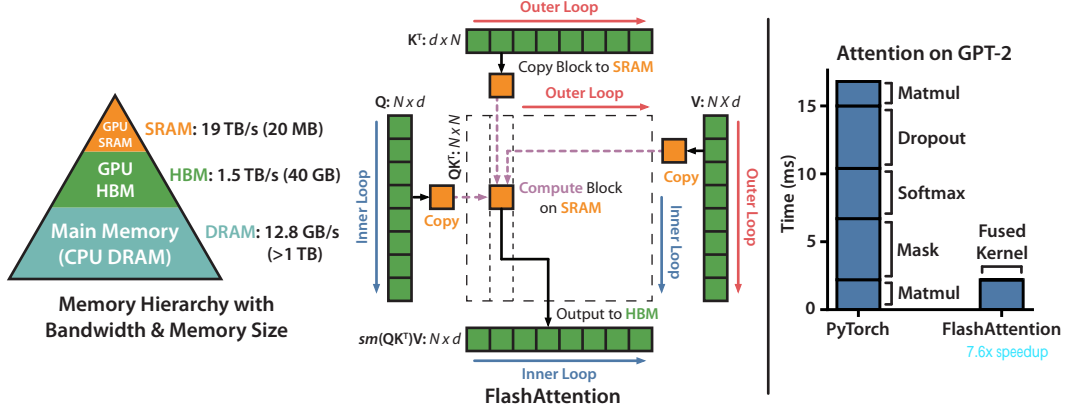 GPU
SRAM
SRAM: 19 TB/s (20 MB)
GPU
HBM
HBM: 1.5 TB/s (40 GB)
Main Memory
(CPU DRAM)
DRAM: 12.8 GB/s
(>1 TB)
Memory Hierarchy with
Bandwidth & Memory Size
Outer Loop
Kᵀ: d x N
Copy Block to SRAM
Outer Loop
Q: N x d
V: N X d
QKᵀ: N x N
Inner Loop
Copy
Compute Block
on SRAM
Copy
Inner Loop
Outer Loop
Output to HBM
sm(QKᵀ)V: N x d
Inner Loop
FlashAttention
Attention on GPT-2
Time (ms)
15
10
5
0
Matmul
Dropout
Softmax
Mask
Matmul
Fused
Kernel
PyTorch
FlashAttention
7.6x speedup